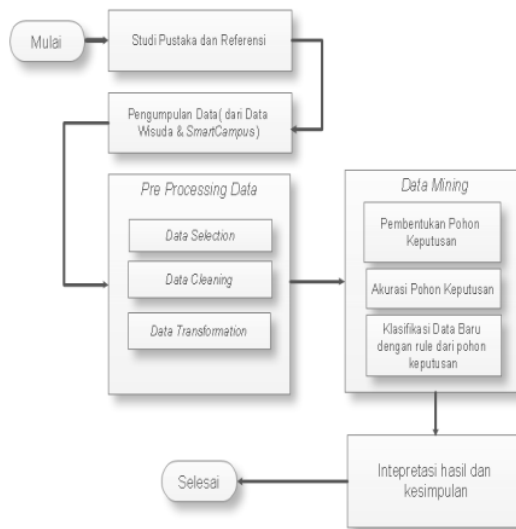 Mulai
Studi Pustaka dan Referensi
Pengumpulan Data( dari Data
Wisuda & SmartCampus)
Pre Processing Data
Data Selection
Data Cleaning
Data Transformation
Data Mining
Pembentukan Pohon
Keputusan
Akurasi Pohon Keputusan
Klasifikasi Data Baru
dengan rule dari pohon
keputusan
Intepretasi hasil dan
kesimpulan
Selesai